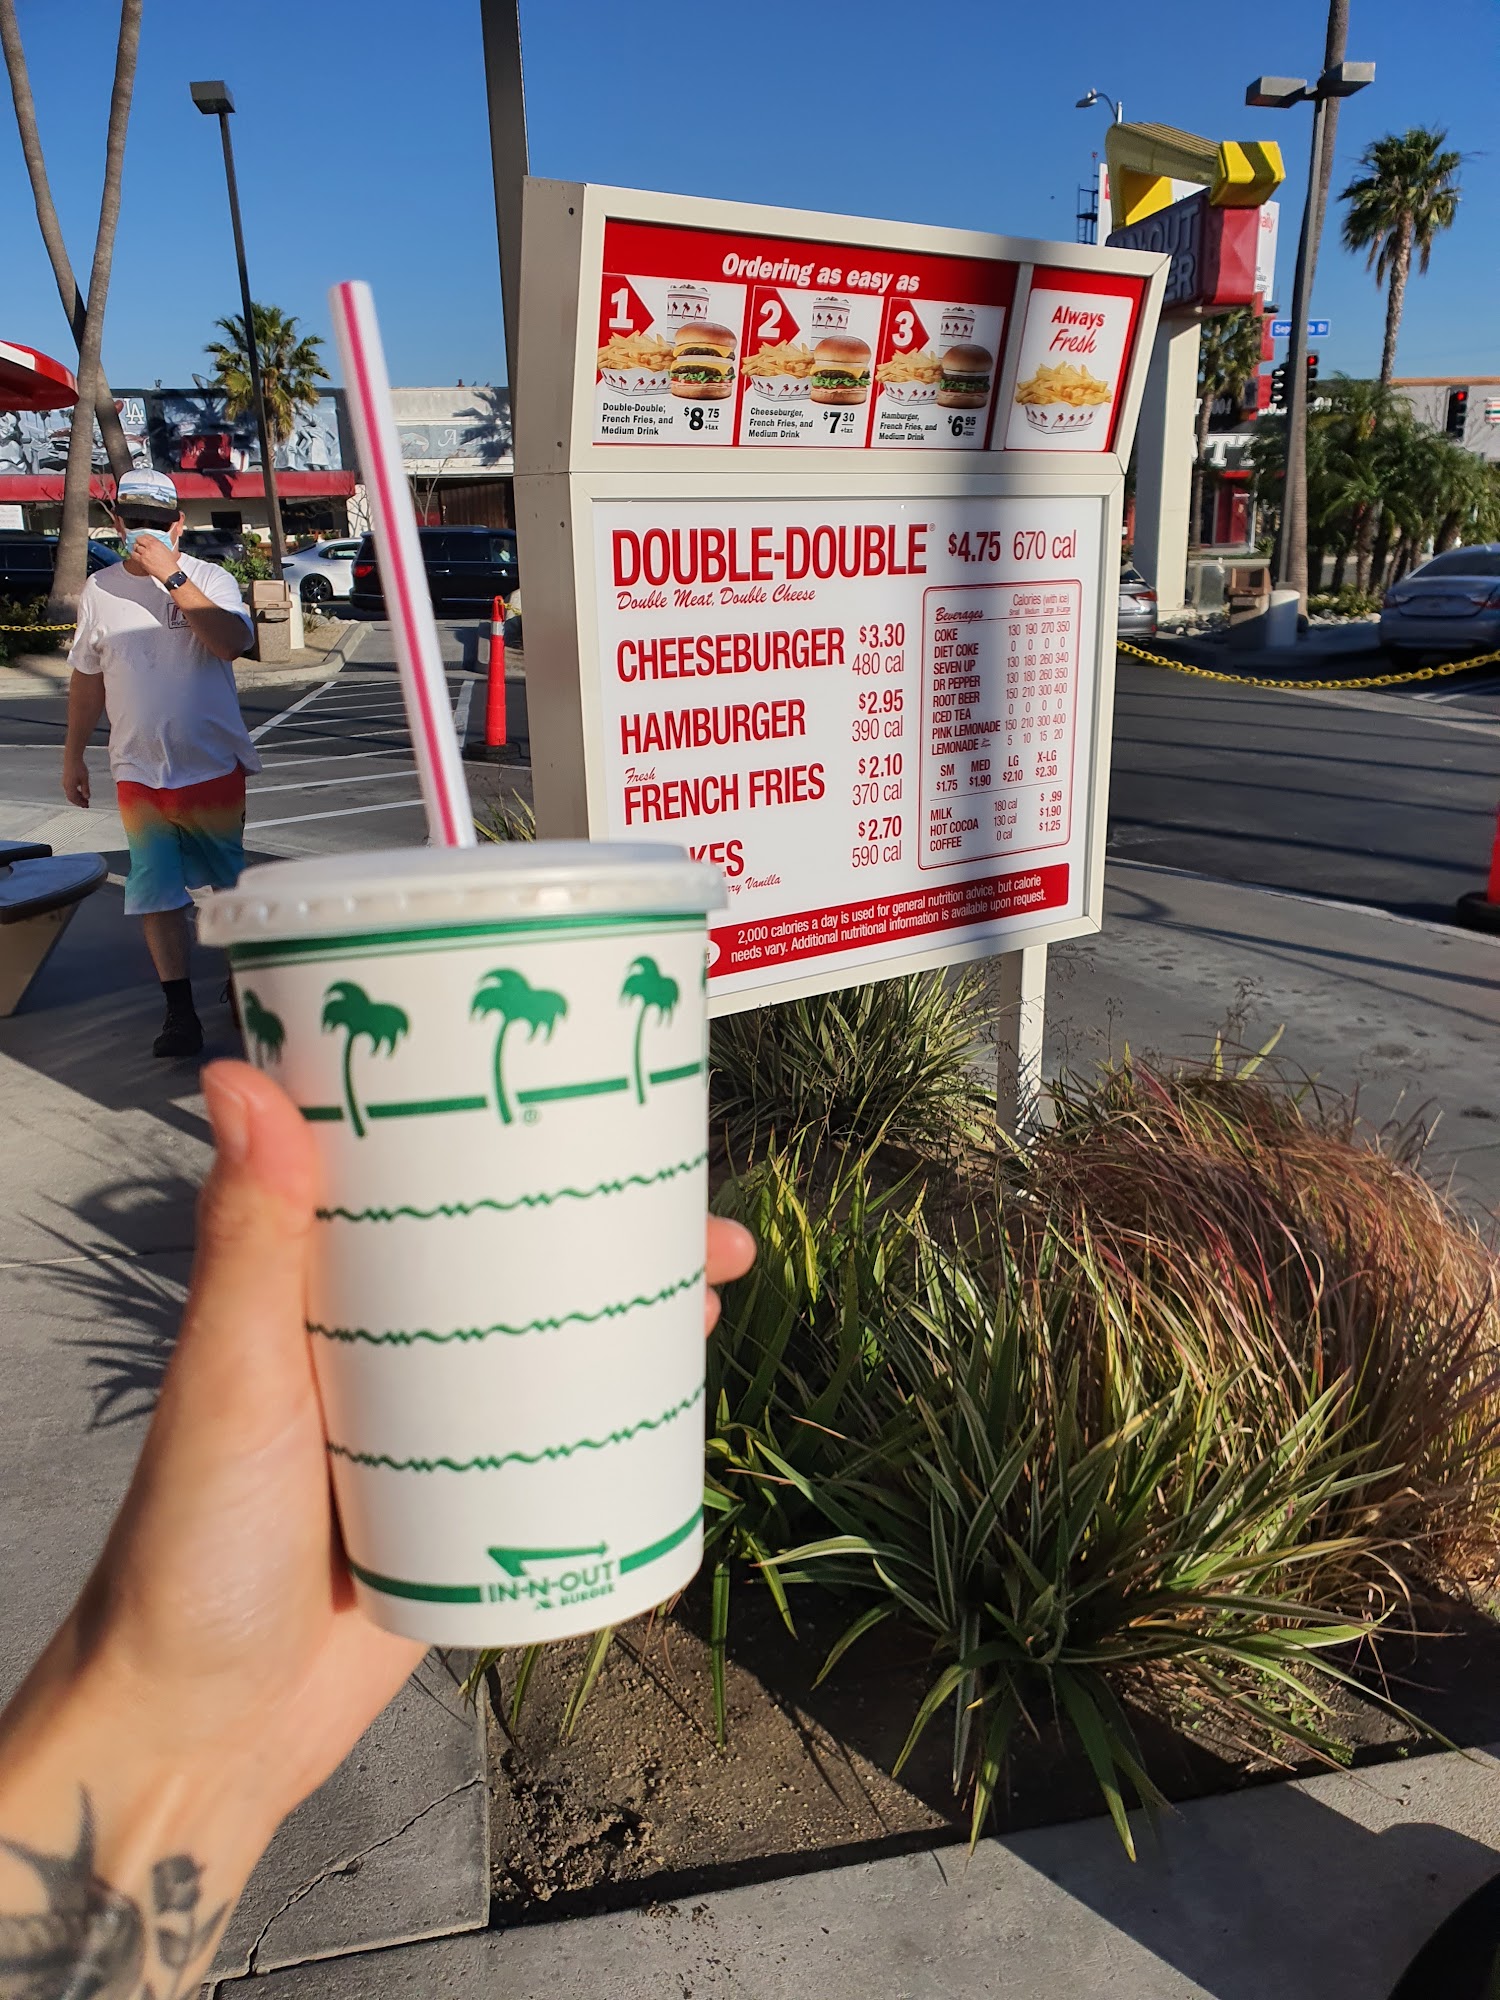 Ordering as easy as
1
Double-Double,
French Fries, and
Medium Drink
$8 75
+tax
2
Cheeseburger,
French Fries, and
Medium Drink
$7 30
+tax
3
Hamburger,
French Fries, and
Medium Drink
$6 95
+tax
Always
Fresh
DOUBLE-DOUBLE® $4.75 670 cal
Double Meat, Double Cheese
CHEESEBURGER $3.30
480 cal
HAMBURGER $2.95
390 cal
Fresh
FRENCH FRIES $2.10
370 cal
KES $2.70
590 cal
Vanilla
Beverages
Calories (with ice)
Small Medium Large X-Large
COKE 130 190 270 350
DIET COKE 0 0 0 0
SEVEN UP 130 180 260 340
DR PEPPER 130 180 260 350
ROOT BEER 150 210 300 400
ICED TEA 0 0 0 0
PINK LEMONADE 150 210 300 400
LEMONADE 5 10 15 20
SM MED LG X-LG
$1.75 $1.90 $2.10 $2.30
MILK 180 cal $ .99
HOT COCOA 130 cal $1.90
COFFEE 0 cal $1.25
2,000 calories a day is used for general nutrition advice, but calorie
needs vary. Additional nutritional information is available upon request.
IN-N-OUT
BURGER
LA